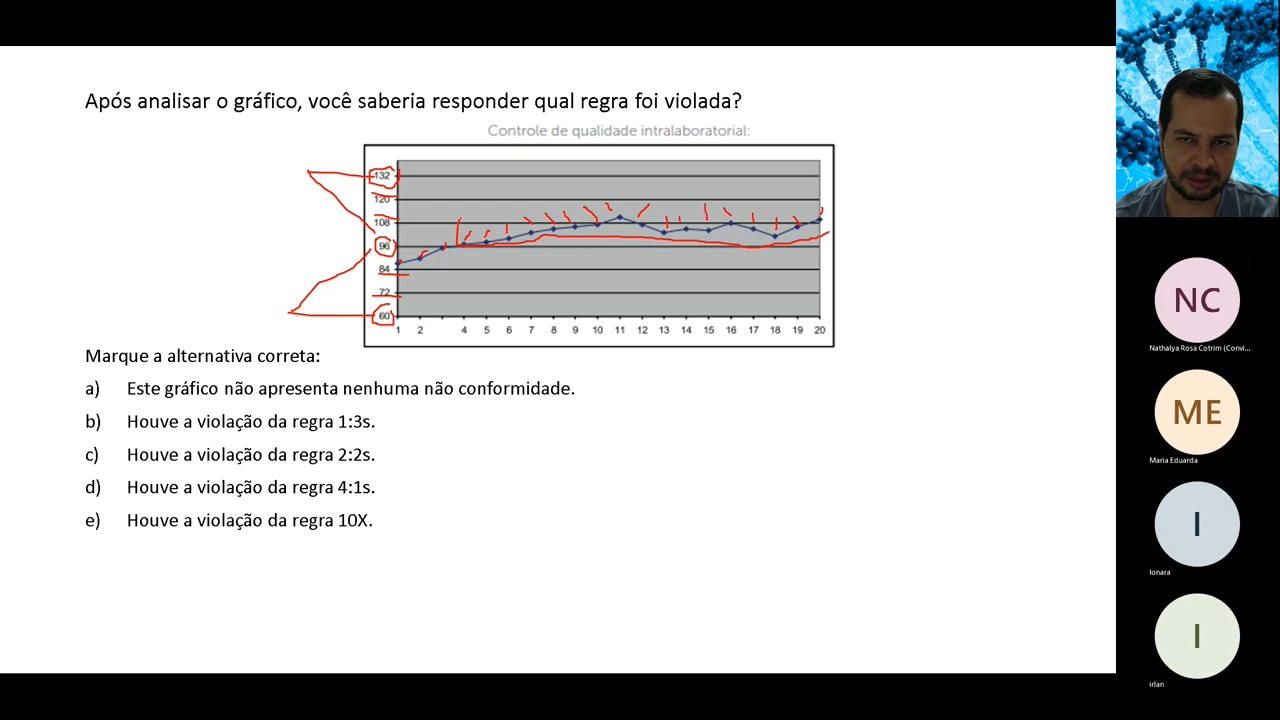 Após analisar o gráfico, você saberia responder qual regra foi violada?
Controle de qualidade intralaboratorial:
132
120
108
96
84
72
60
1 2 4 5 6 7 8 9 10 11 12 13 14 15 16 17 18 19 20
Marque a alternativa correta:
a) Este gráfico não apresenta nenhuma não conformidade.
b) Houve a violação da regra 1:3s.
c) Houve a violação da regra 2:2s.
d) Houve a violação da regra 4:1s.
e) Houve a violação da regra 10X.
NC
Nathalya Rosa Cotrim (Convi...
ME
Maria Eduarda
I
Ionara
I
irlan